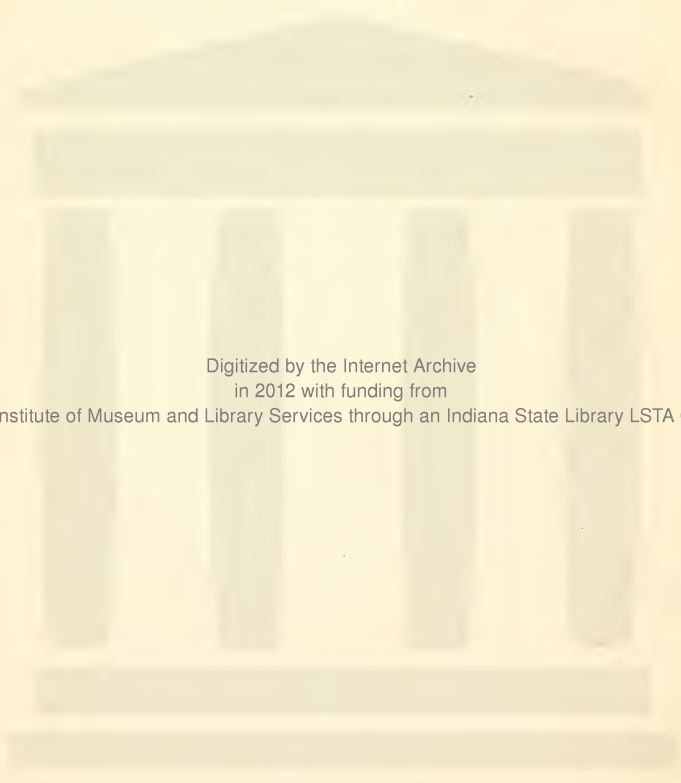 Digitized by the Internet Archive
in 2012 with funding from
nstitute of Museum and Library Services through an Indiana State Library LSTA